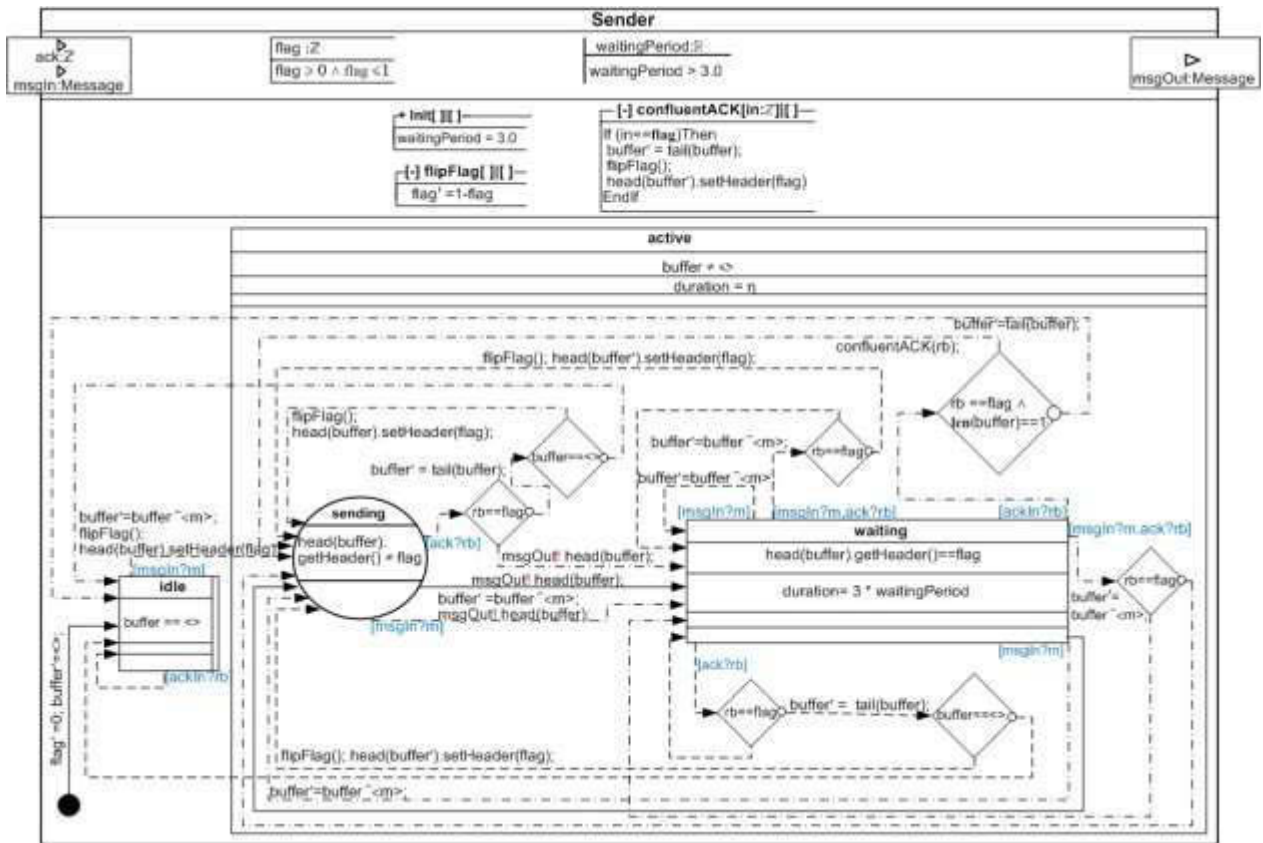 Sender
ack:ℤ
msgIn:Message
flag :ℤ
flag ⩾ 0 ∧ flag <1
waitingPeriod:ℝ
waitingPeriod > 3.0
msgOut:Message
+ Init[ ]|[ ]
waitingPeriod = 3.0
[-] flipFlag[ ]|[ ]
flag' =1-flag
[-] confluentACK[in:ℤ]|[ ]
If (in==flag)Then
buffer' = tail(buffer);
flipFlag();
head(buffer').setHeader(flag)
EndIf
active
buffer ≠ <>
duration = η
buffer'=tail(buffer);
confluentACK(rb);
flipFlag(); head(buffer').setHeader(flag);
rb ==flag ∧
len(buffer)==1
flipFlag();
head(buffer).setHeader(flag);
buffer==<>
buffer'=buffer⁀<m>;
rb==flag
buffer' = tail(buffer);
buffer'=buffer⁀<m>;
rb==flag
[msgIn?m]
[msgIn?m,ack?rb]
[ackIn?rb]
[msgIn?m,ack?rb]
buffer'=buffer⁀<m>;
flipFlag();
head(buffer).setHeader(flag)
[msgIn?m]
sending
head(buffer).
getHeader() ≠ flag
[ack?rb]
msgOut! head(buffer);
msgOut! head(buffer);
buffer' =buffer⁀<m>;
msgOut! head(buffer);
[msgIn?m]
waiting
head(buffer).getHeader()==flag
duration= 3 * waitingPeriod
rb==flag
buffer'=
buffer⁀<m>;
[msgIn?m]
idle
buffer == <>
[ackIn?rb]
[ack?rb]
rb==flag
buffer' = tail(buffer);
buffer==<>
flag' =0; buffer'=<>;
flipFlag(); head(buffer').setHeader(flag);
buffer'=buffer⁀<m>;